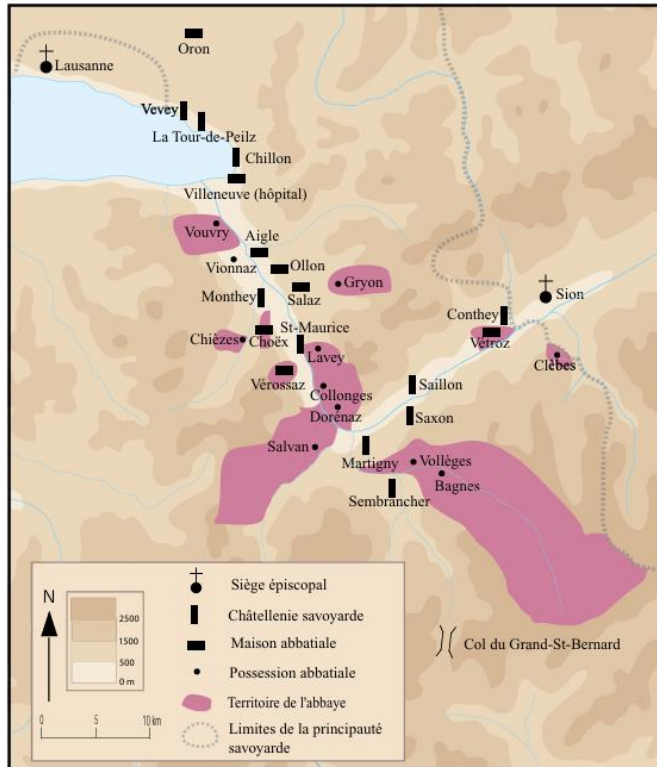 Oron
Lausanne
Vevey
La Tour-de-Peilz
Chillon
Villeneuve (hôpital)
Vouvry
Aigle
Vionnaz
Ollon
Gryon
Monthey
Salaz
Sion
Conthey
St-Maurice
Chièzes
Choëx
Vétroz
Lavey
Clèbes
Vérossaz
Saillon
Collonges
Dorénaz
Saxon
Salvan
Martigny
Vollèges
Bagnes
Sembrancher
Col du Grand-St-Bernard
N
2500
1500
500
0 m
0 5 10 km
Siège épiscopal
Châtellenie savoyarde
Maison abbatiale
Possession abbatiale
Territoire de l'abbaye
Limites de la principauté
savoyarde